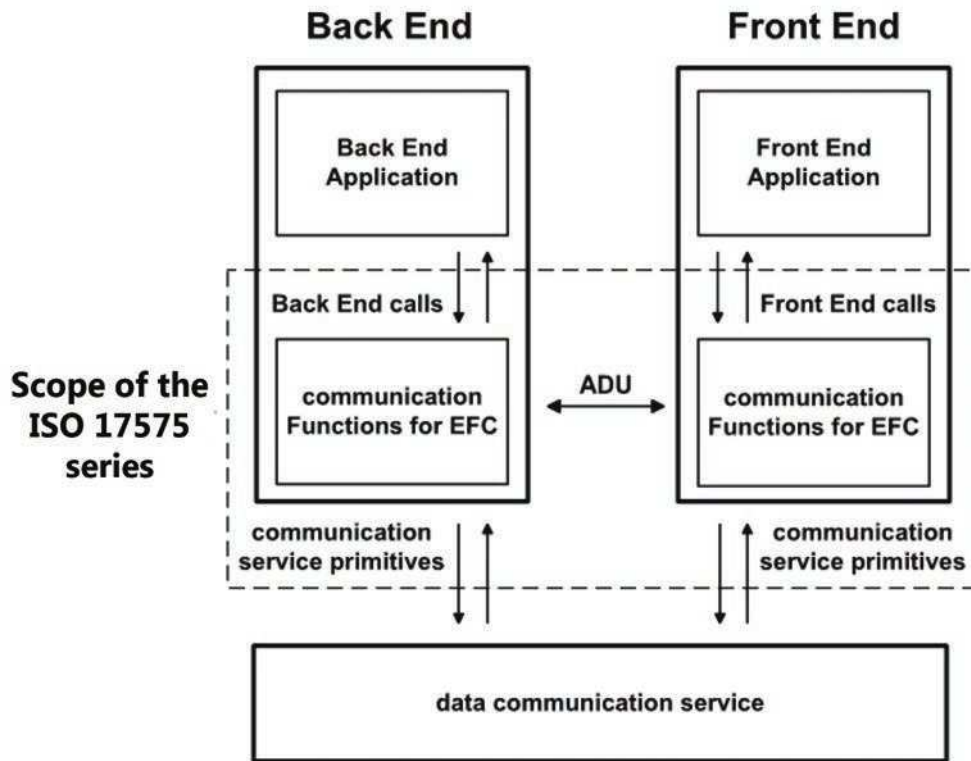 Back End
Front End
Back End
Application
Front End
Application
Back End calls
Front End calls
Scope of the
ISO 17575
series
communication
Functions for EFC
ADU
communication
Functions for EFC
communication
service primitives
communication
service primitives
data communication service